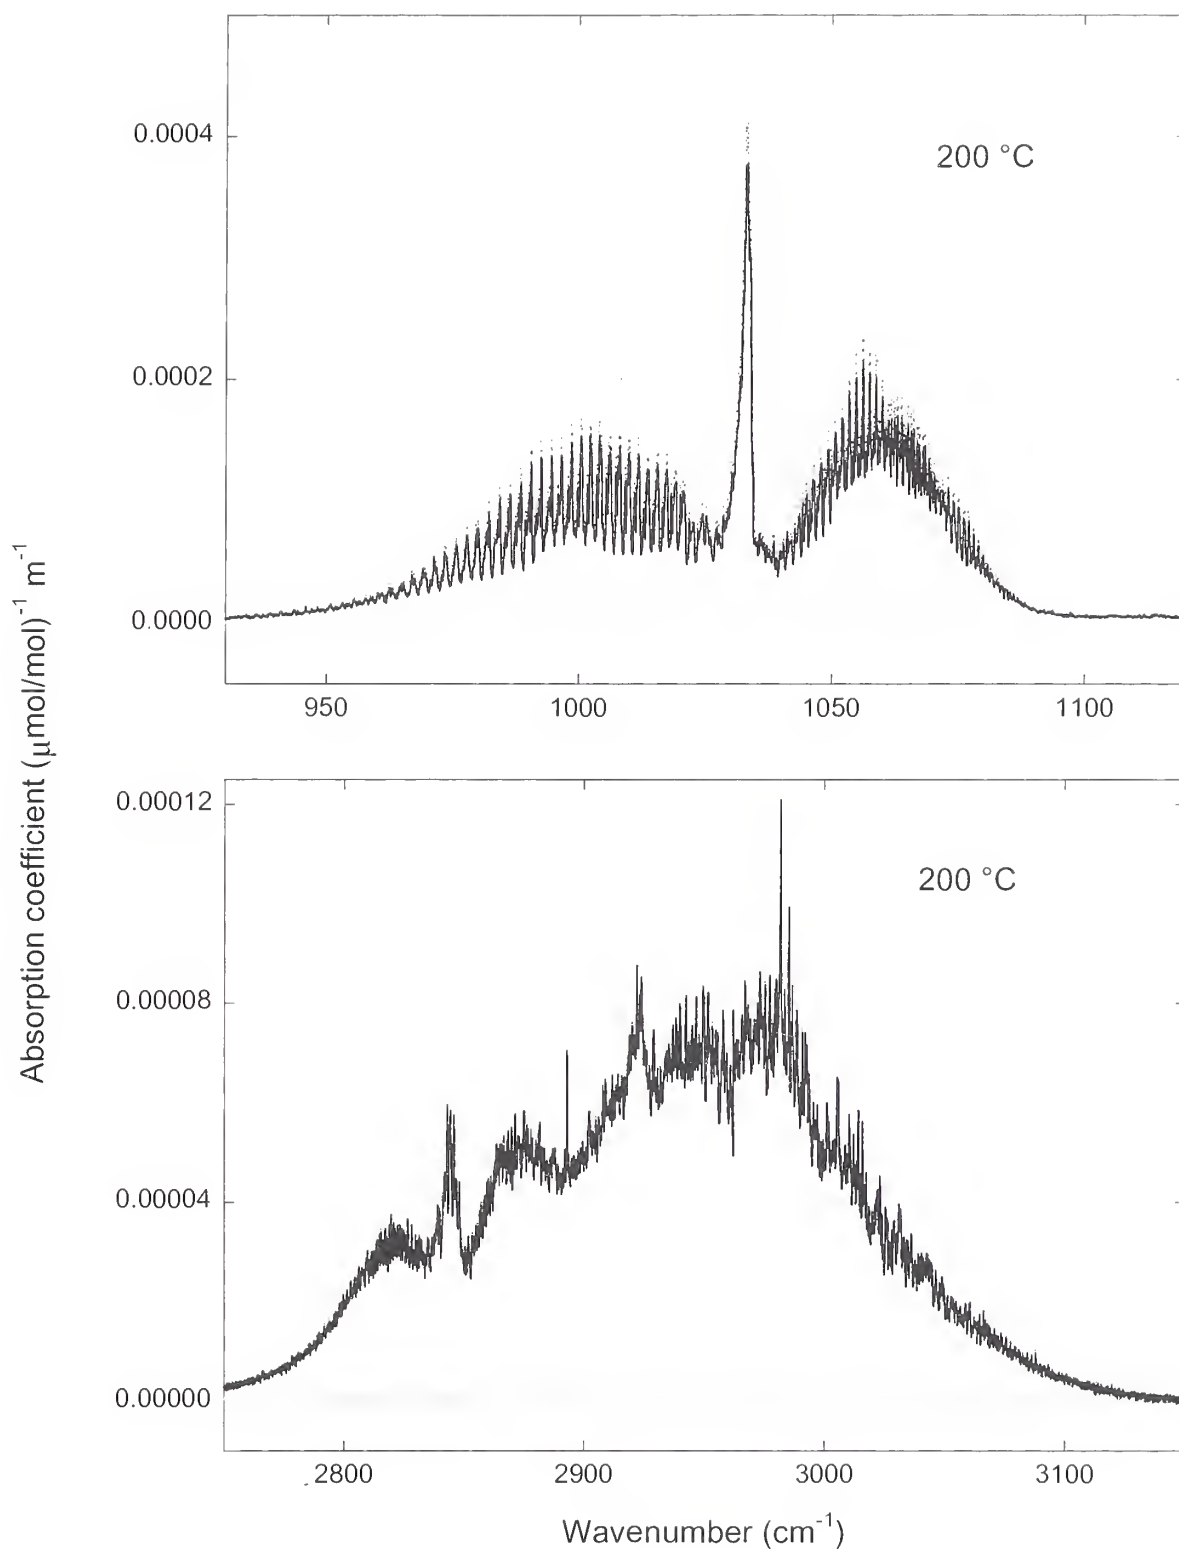 Absorption coefficient (μmol/mol)⁻¹ m⁻¹
0.0004
0.0002
0.0000
200 °C
950 1000 1050 1100
0.00012
0.00008
0.00004
0.00000
200 °C
2800 2900 3000 3100
Wavenumber (cm⁻¹)